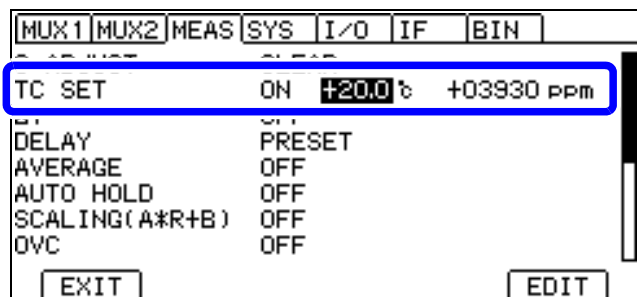 MUX1 MUX2 MEAS SYS I/O IF BIN
TC SET ON +20.0 ℃ +03930 ppm
DELAY PRESET
AVERAGE OFF
AUTO HOLD OFF
SCALING(A*R+B) OFF
OVC OFF
EXIT EDIT